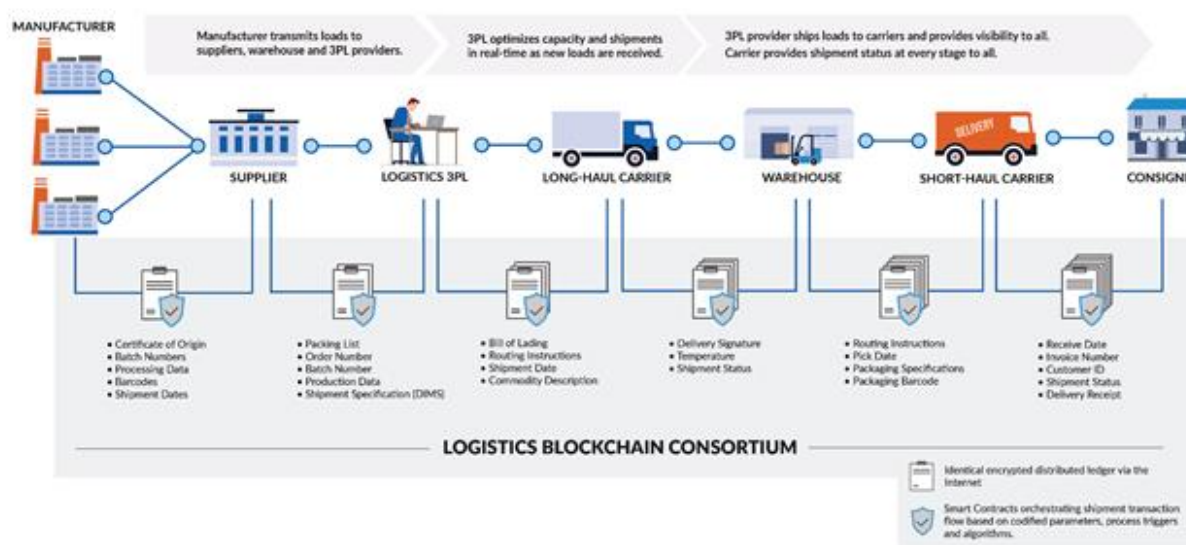 MANUFACTURER
Manufacturer transmits loads to
suppliers, warehouse and 3PL providers.
3PL optimizes capacity and shipments
in real-time as new loads are received.
3PL provider ships loads to carriers and provides visibility to all.
Carrier provides shipment status at every stage to all.
DELIVERY
SUPPLIER
LOGISTICS 3PL
LONG-HAUL CARRIER
WAREHOUSE
SHORT-HAUL CARRIER
CONSIGNE
• Certificate of Origin
• Batch Numbers
• Processing Data
• Barcodes
• Shipment Dates
• Packing List
• Order Number
• Batch Number
• Production Data
• Shipment Specification (DIMS)
• Bill of Lading
• Routing Instructions
• Shipment Date
• Commodity Description
• Delivery Signature
• Temperature
• Shipment Status
• Routing Instructions
• Pick Date
• Packaging Specifications
• Packaging Barcode
• Receive Date
• Invoice Number
• Customer ID
• Shipment Status
• Delivery Receipt
LOGISTICS BLOCKCHAIN CONSORTIUM
Identical encrypted distributed ledger via the
Internet
Smart Contracts orchestrating shipment transaction
flow based on codified parameters, process triggers
and algorithms.